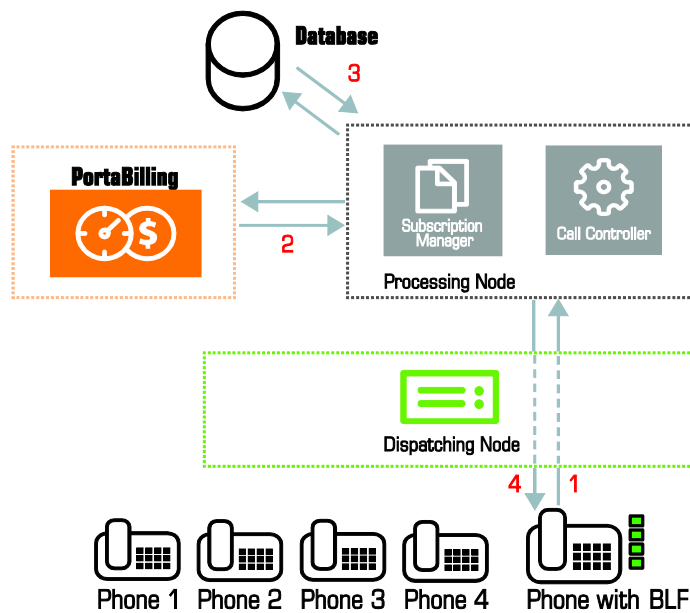 Database
3
PortaBilling
$
2
Subscription
Manager
Call Controller
Processing Node
Dispatching Node
4
1
Phone 1
Phone 2
Phone 3
Phone 4
Phone with BLF